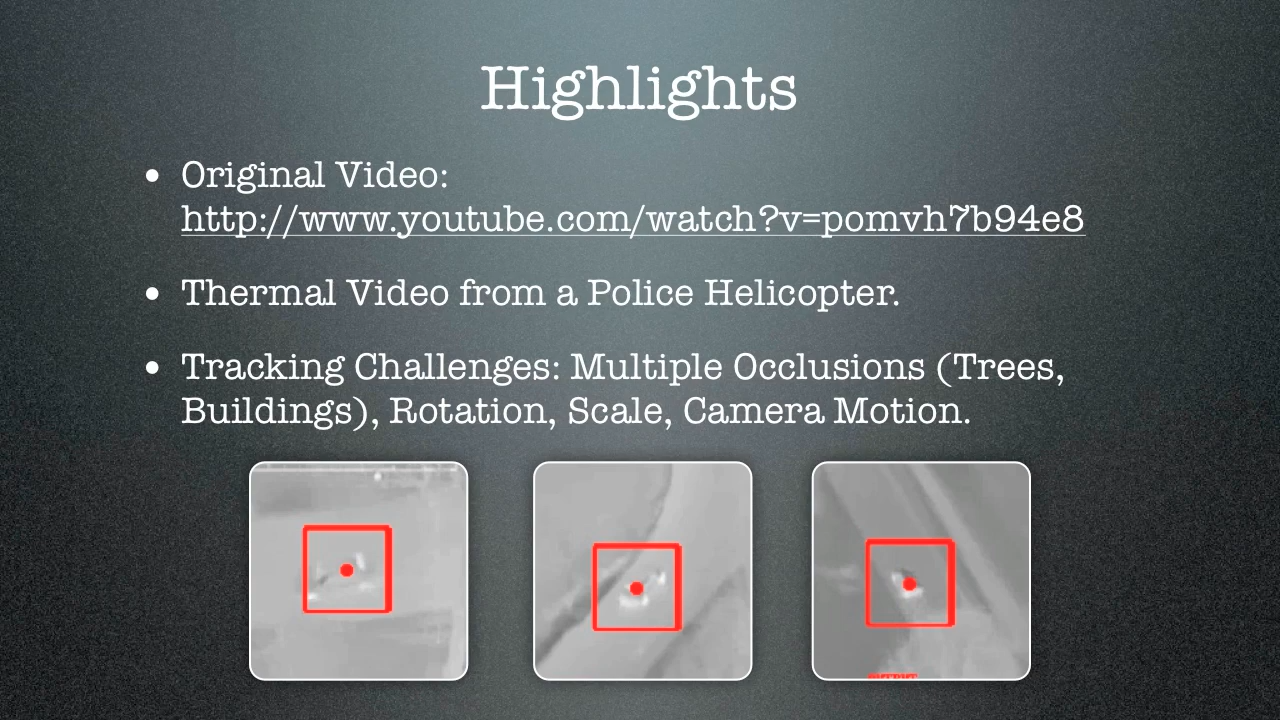 Highlights
• Original Video:
http://www.youtube.com/watch?v=pomvh7b94e8
• Thermal Video from a Police Helicopter.
• Tracking Challenges: Multiple Occlusions (Trees,
Buildings), Rotation, Scale, Camera Motion.